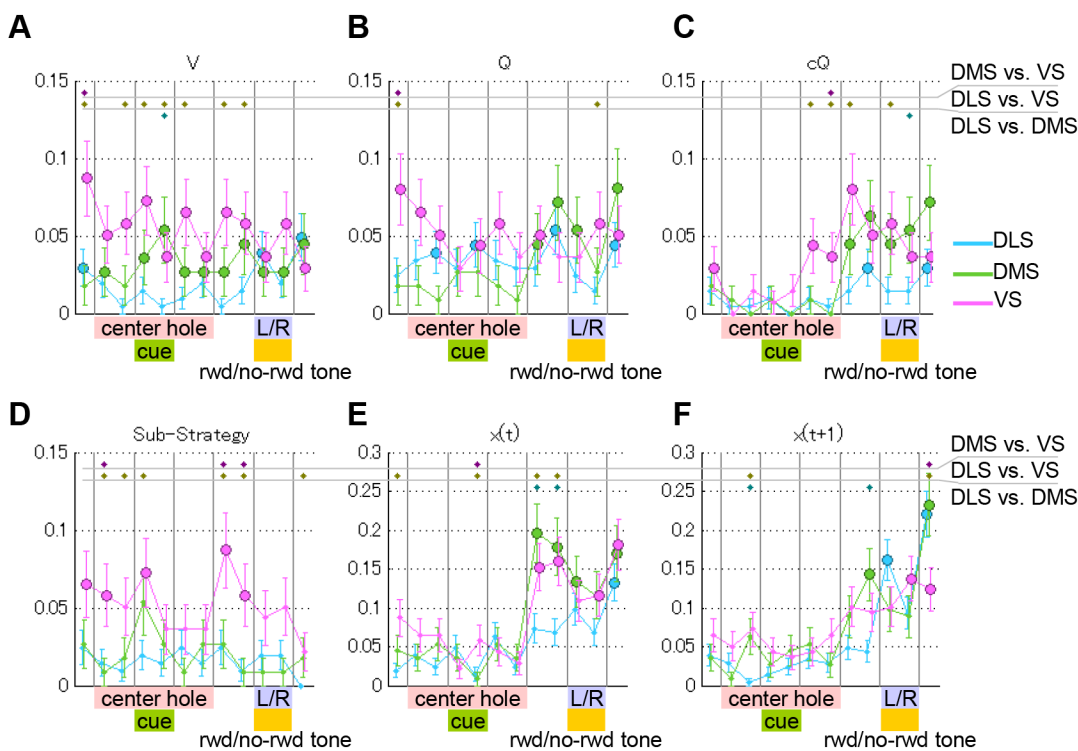 A
B
C
V
Q
cQ
0.15
0.1
0.05
0
0.15
0.1
0.05
0
0.15
0.1
0.05
0
DMS vs. VS
DLS vs. VS
DLS vs. DMS
DLS
DMS
VS
center hole
L/R
center hole
L/R
center hole
L/R
cue
cue
cue
rwd/no-rwd tone
rwd/no-rwd tone
rwd/no-rwd tone
D
E
F
Sub-Strategy
x(t)
x(t+1)
0.15
0.1
0.05
0
0.3
0.25
0.2
0.15
0.1
0.05
0
0.3
0.25
0.2
0.15
0.1
0.05
0
DMS vs. VS
DLS vs. VS
DLS vs. DMS
center hole
L/R
center hole
L/R
center hole
L/R
cue
cue
cue
rwd/no-rwd tone
rwd/no-rwd tone
rwd/no-rwd tone